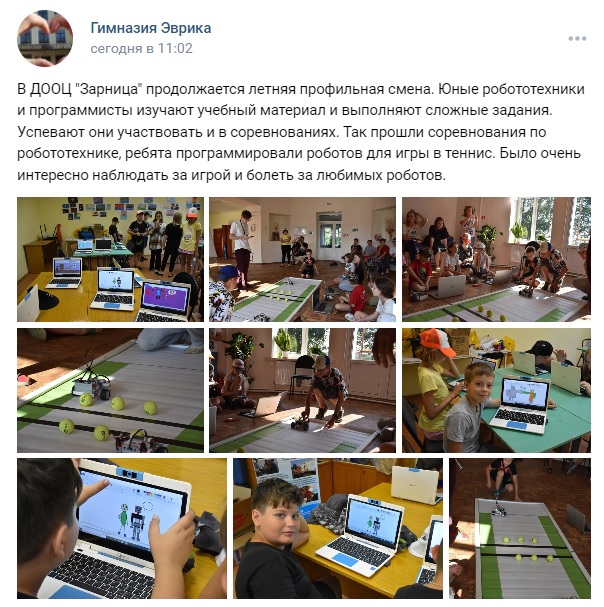 Гимназия Эврика
сегодня в 11:02
В ДООЦ "Зарница" продолжается летняя профильная смена. Юные робототехники
и программисты изучают учебный материал и выполняют сложные задания.
Успевают они участвовать и в соревнованиях. Так прошли соревнования по
робототехнике, ребята программировали роботов для игры в теннис. Было очень
интересно наблюдать за игрой и болеть за любимых роботов.